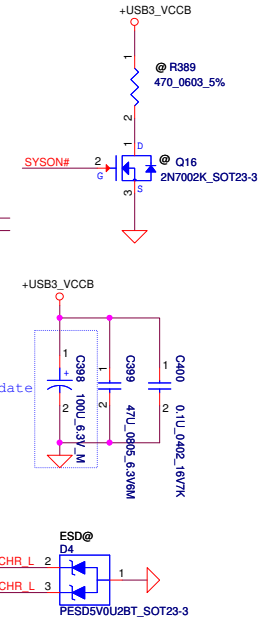 +USB3_VCCB
1
@ R389
470_0603_5%
2
1 D
@ Q16
SYSON# 2
G
2N7002K_SOT23-3
3 S
+USB3_VCCB
1
+
2
C398 100U_6.3V_M
1
2
C399 47U_0805_6.3V6M
1
2
C400 0.1U_0402_16V7K
date
ESD@
D4
CHR_L 2
1
CHR_L 3
PESD5V0U2BT_SOT23-3